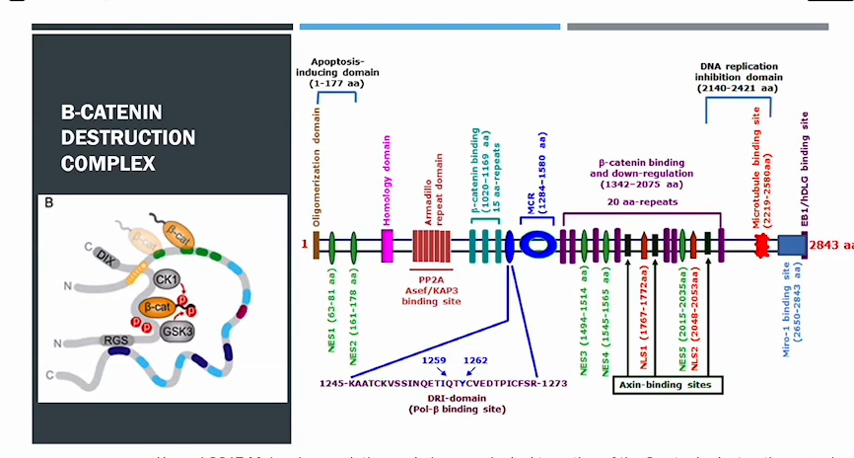 B-CATENIN
DESTRUCTION
COMPLEX
B
β-cat
β-cat
C
DIX
N
CK1
β-cat
P
P
P
P
GSK3
N
RGS
C
Apoptosis-
inducing domain
(1-177 aa)
DNA replication
inhibition domain
(2140-2421 aa)
Oligomerization domain
Homology domain
Armadillo
repeat domain
β-catenin binding
(1020-1169 aa)
15 aa-repeats
MCR
(1284-1580 aa)
β-catenin binding
and down-regulation
(1342-2075 aa)
20 aa-repeats
Microtubule binding site
(2219-2580aa)
EB1/hDLG binding site
1
2843 aa
NES1 (63-81 aa)
NES2 (161-178 aa)
PP2A
Asef/KAP3
binding site
NES3 (1494-1514 aa)
NES4 (1545-1565 aa)
NLS1 (1767-1772aa)
NES5 (2015-2035aa)
NLS2 (2048-2053aa)
Miro-1 binding site
(2650-2843 aa)
Axin-binding sites
1259 1262
1245-KAATCKVSSINQETIQTYCVEDTPICFSR-1273
DRI-domain
(Pol-β binding site)